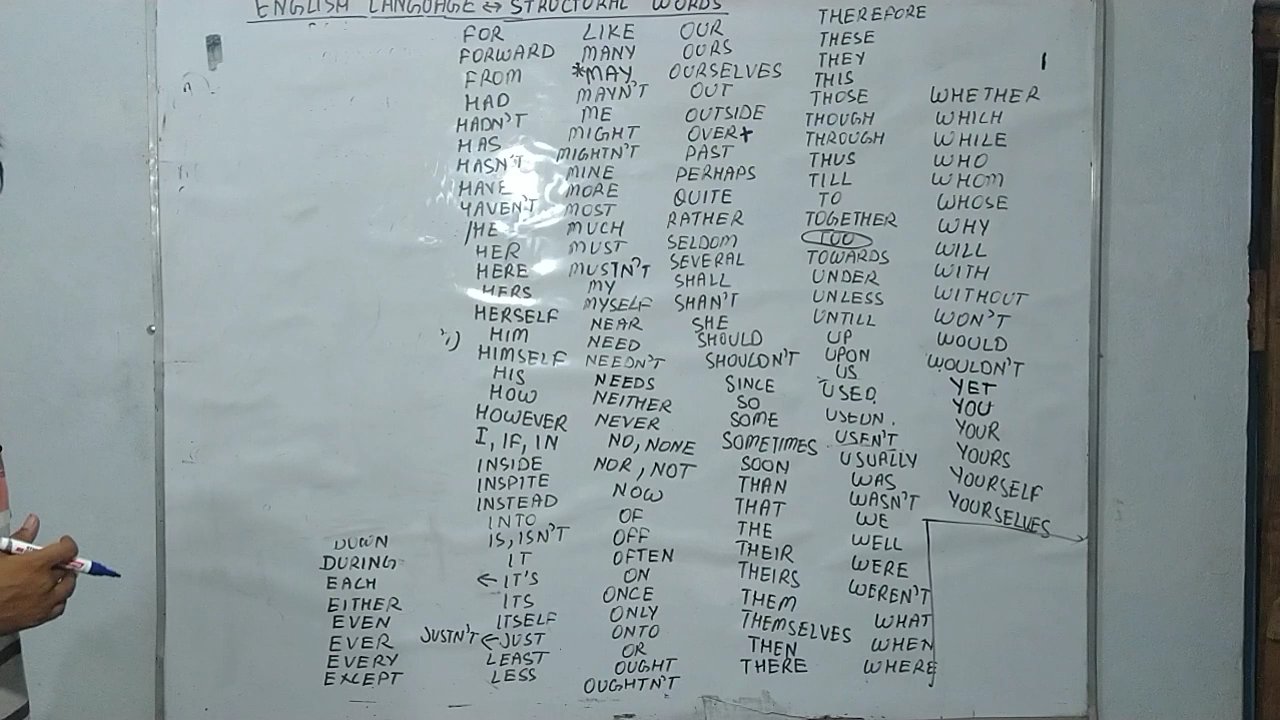 ENGLISH LANGUAGE ↔ STRUCTURAL WORDS
DOWN
DURING
EACH
EITHER
EVEN
EVER
EVERY
EXCEPT
FOR
FORWARD
FROM
HAD
HADN'T
HAS
HASN'T
HAVE
HAVEN'T
HE
HER
HERE
HERS
HERSELF
HIM
HIMSELF
HIS
HOW
HOWEVER
I, IF, IN
INSIDE
INSPITE
INSTEAD
INTO
IS, ISN'T
IT
← IT'S
ITS
ITSELF
JUSTN'T ← JUST
LEAST
LESS
LIKE
MANY
*MAY
MAYN'T
ME
MIGHT
MIGHTN'T
MINE
MORE
MOST
MUCH
MUST
MUSTN'T
MY
MYSELF
NEAR
NEED
NEEDN'T
NEEDS
NEITHER
NEVER
NO, NONE
NOR, NOT
NOW
OF
OFF
OFTEN
ON
ONCE
ONLY
ONTO
OR
OUGHT
OUGHTN'T
OUR
OURS
OURSELVES
OUT
OUTSIDE
OVER+
PAST
PERHAPS
QUITE
RATHER
SELDOM
SEVERAL
SHALL
SHAN'T
SHE
SHOULD
SHOULDN'T
SINCE
SO
SOME
SOMETIMES
SOON
THAN
THAT
THE
THEIR
THEIRS
THEM
THEMSELVES
THEN
THERE
THEREFORE
THESE
THEY
THIS
THOSE
THOUGH
THROUGH
THUS
TILL
TO
TOGETHER
TOO
TOWARDS
UNDER
UNLESS
UNTILL
UP
UPON
US
USED
USEN'T
USUALLY
WAS
WASN'T
WE
WELL
WERE
WEREN'T
WHAT
WHEN
WHERE
WHETHER
WHICH
WHILE
WHO
WHOM
WHOSE
WHY
WILL
WITH
WITHOUT
WON'T
WOULD
WOULDN'T
YET
YOU
YOUR
YOURS
YOURSELF
YOURSELVES